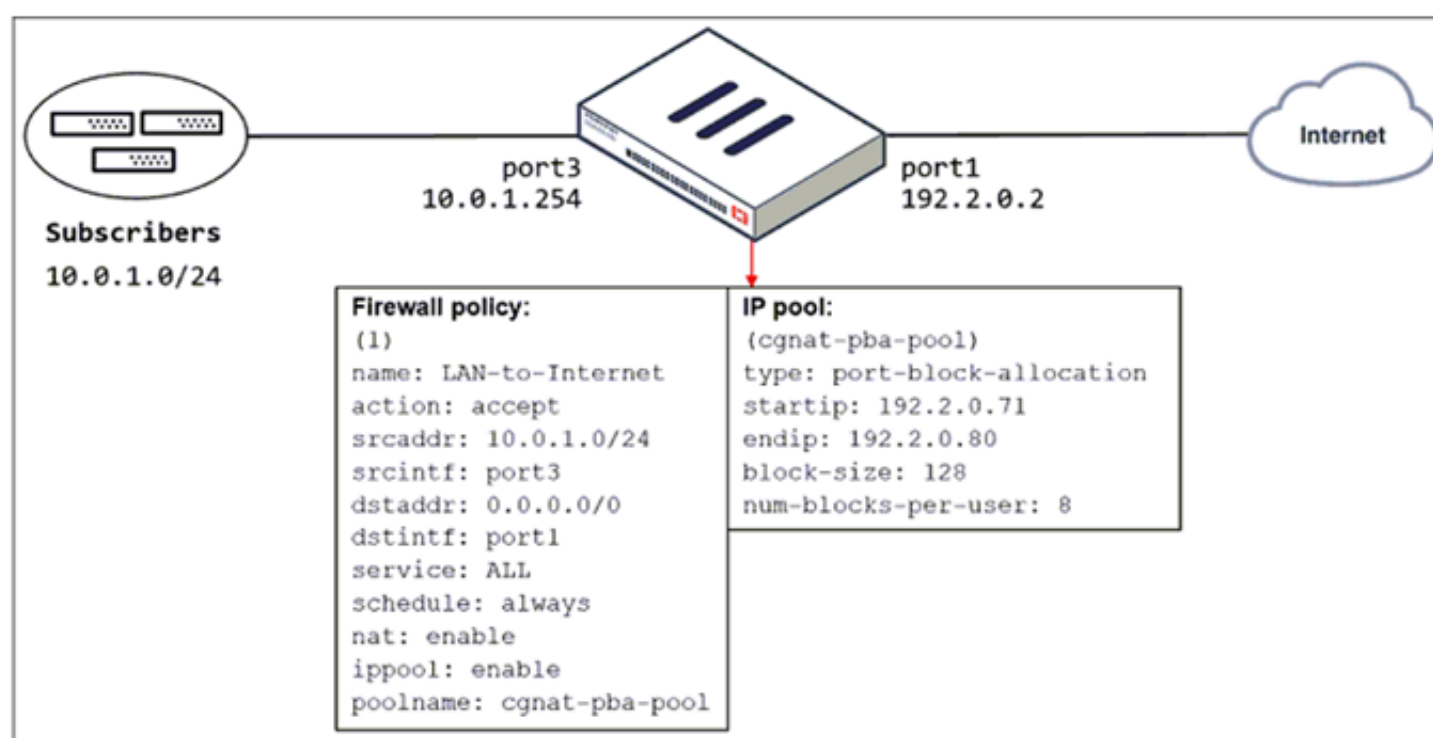 port3
10.0.1.254
port1
192.2.0.2
Internet
Subscribers
10.0.1.0/24
Firewall policy:
(1)
name: LAN-to-Internet
action: accept
srcaddr: 10.0.1.0/24
srcintf: port3
dstaddr: 0.0.0.0/0
dstintf: port1
service: ALL
schedule: always
nat: enable
ippool: enable
poolname: cgnat-pba-pool
IP pool:
(cgnat-pba-pool)
type: port-block-allocation
startip: 192.2.0.71
endip: 192.2.0.80
block-size: 128
num-blocks-per-user: 8